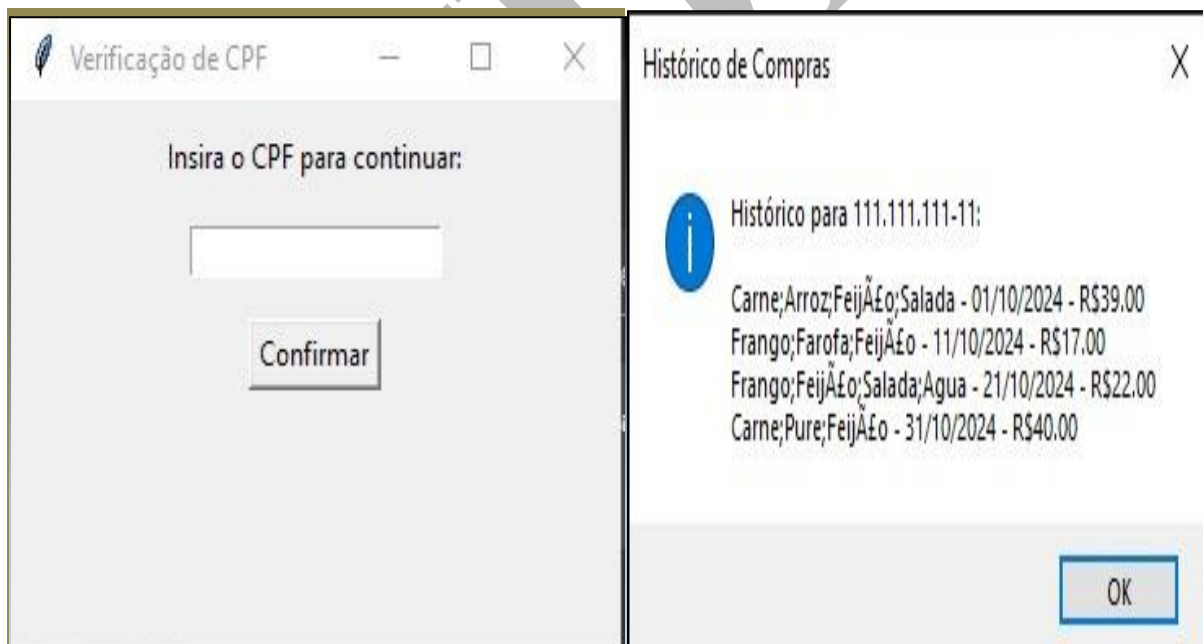 Verificação de CPF
Insira o CPF para continuar:
Confirmar
Histórico de Compras
Histórico para 111.111.111-11:
Carne;Arroz;FeijÃ£o;Salada - 01/10/2024 - R$39.00
Frango;Farofa;FeijÃ£o - 11/10/2024 - R$17.00
Frango;FeijÃ£o;Salada;Agua - 21/10/2024 - R$22.00
Carne;Pure;FeijÃ£o - 31/10/2024 - R$40.00
OK